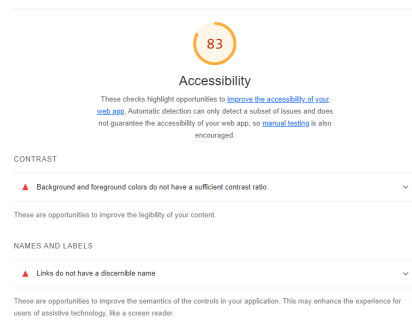 83
Accessibility
These checks highlight opportunities to improve the accessibility of your
web app. Automatic detection can only detect a subset of issues and does
not guarantee the accessibility of your web app, so manual testing is also
encouraged.
CONTRAST
Background and foreground colors do not have a sufficient contrast ratio.
These are opportunities to improve the legibility of your content.
NAMES AND LABELS
Links do not have a discernible name
These are opportunities to improve the semantics of the controls in your application. This may enhance the experience for
users of assistive technology, like a screen reader.